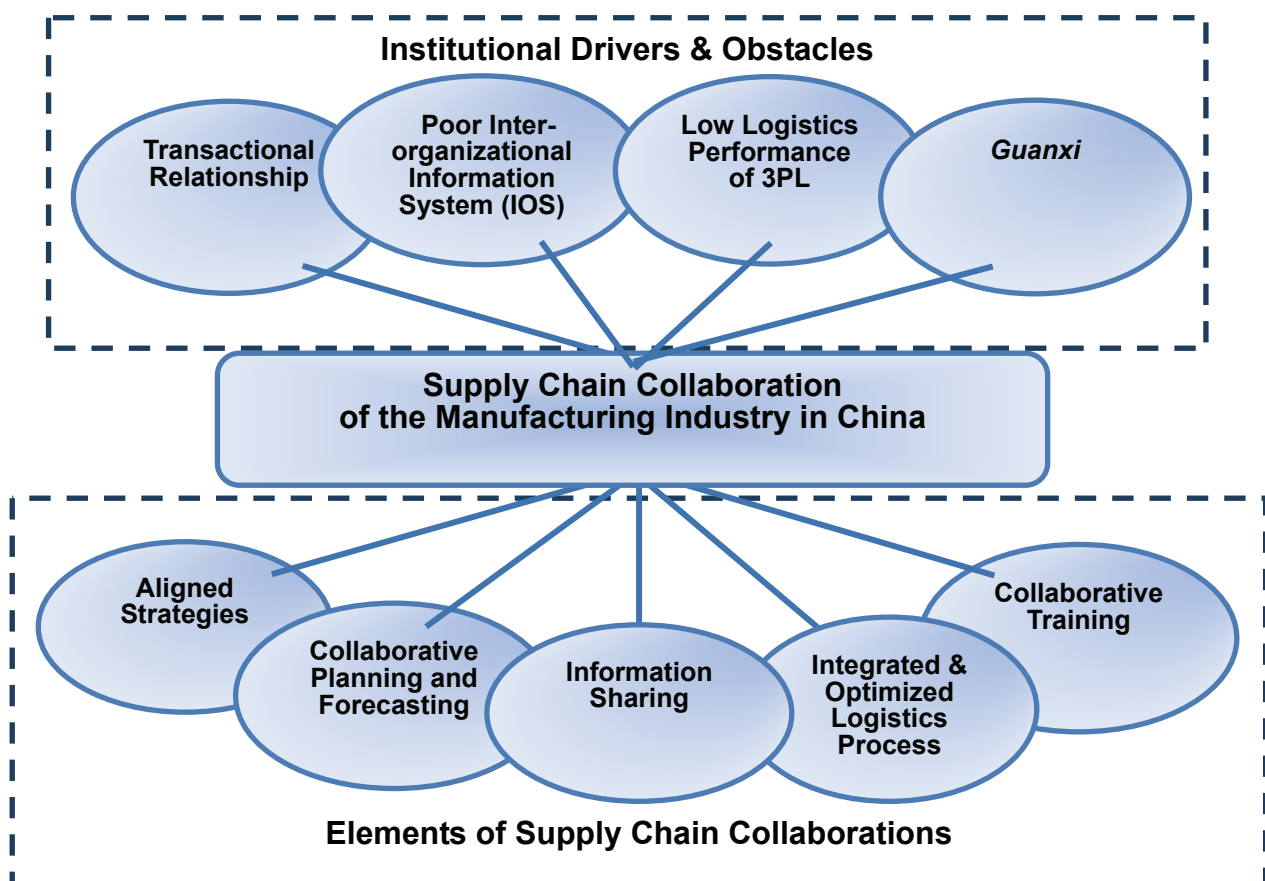 Institutional Drivers & Obstacles
Transactional
Relationship
Poor Inter-
organizational
Information
System (IOS)
Low Logistics
Performance
of 3PL
Guanxi
Supply Chain Collaboration
of the Manufacturing Industry in China
Aligned
Strategies
Collaborative
Planning and
Forecasting
Information
Sharing
Integrated &
Optimized
Logistics
Process
Collaborative
Training
Elements of Supply Chain Collaborations